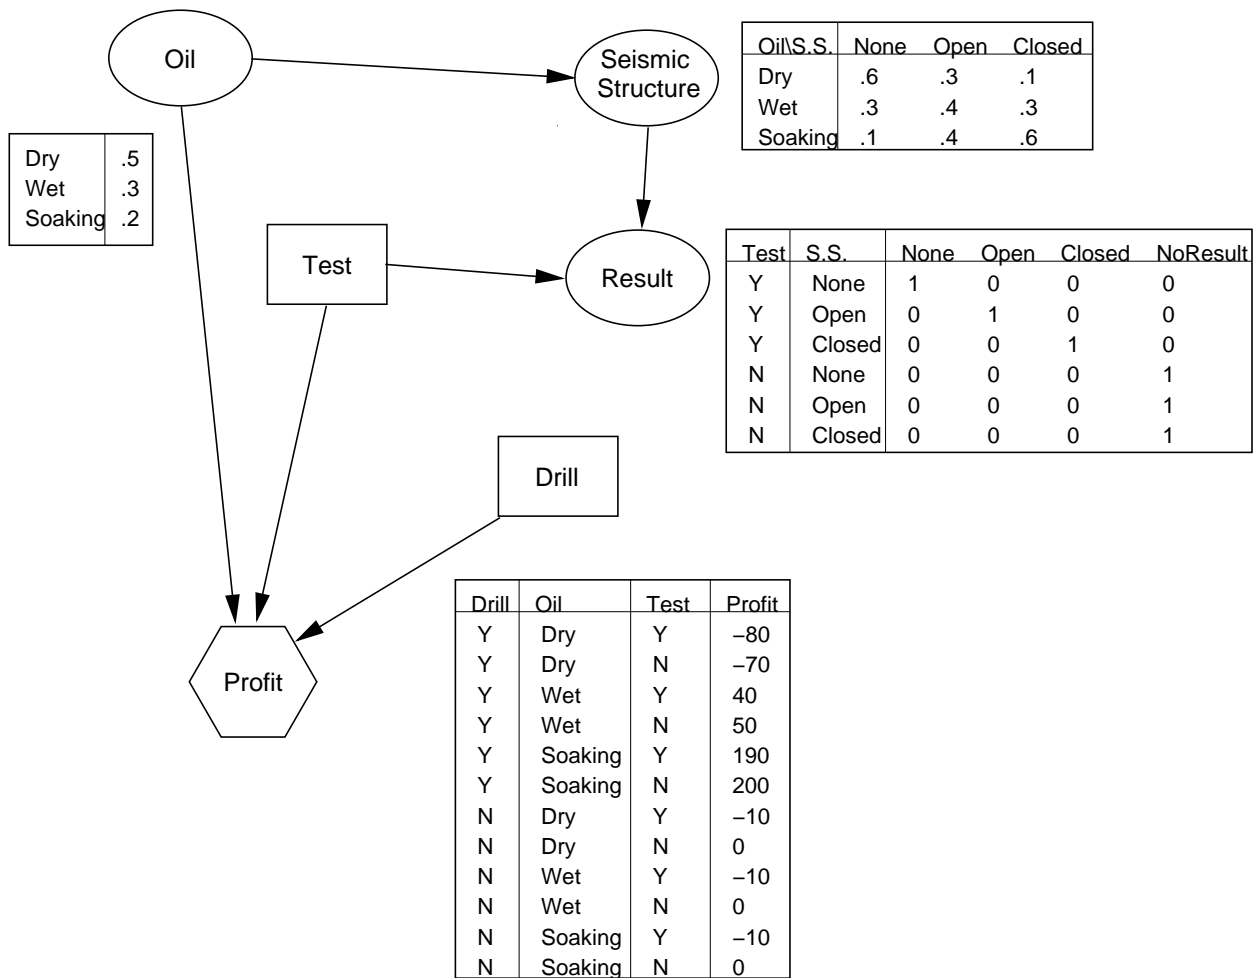 Oil
Seismic
Structure
Oil\S.S. None Open Closed
Dry .6 .3 .1
Wet .3 .4 .3
Soaking .1 .4 .6
Dry .5
Wet .3
Soaking .2
Test
Result
Test S.S. None Open Closed NoResult
Y None 1 0 0 0
Y Open 0 1 0 0
Y Closed 0 0 1 0
N None 0 0 0 1
N Open 0 0 0 1
N Closed 0 0 0 1
Drill
Profit
Drill Oil Test Profit
Y Dry Y −80
Y Dry N −70
Y Wet Y 40
Y Wet N 50
Y Soaking Y 190
Y Soaking N 200
N Dry Y −10
N Dry N 0
N Wet Y −10
N Wet N 0
N Soaking Y −10
N Soaking N 0